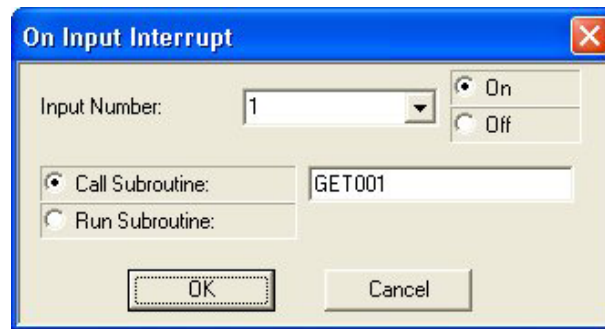 On Input Interrupt
Input Number:
1
On
Off
Call Subroutine:
GET001
Run Subroutine:
OK
Cancel